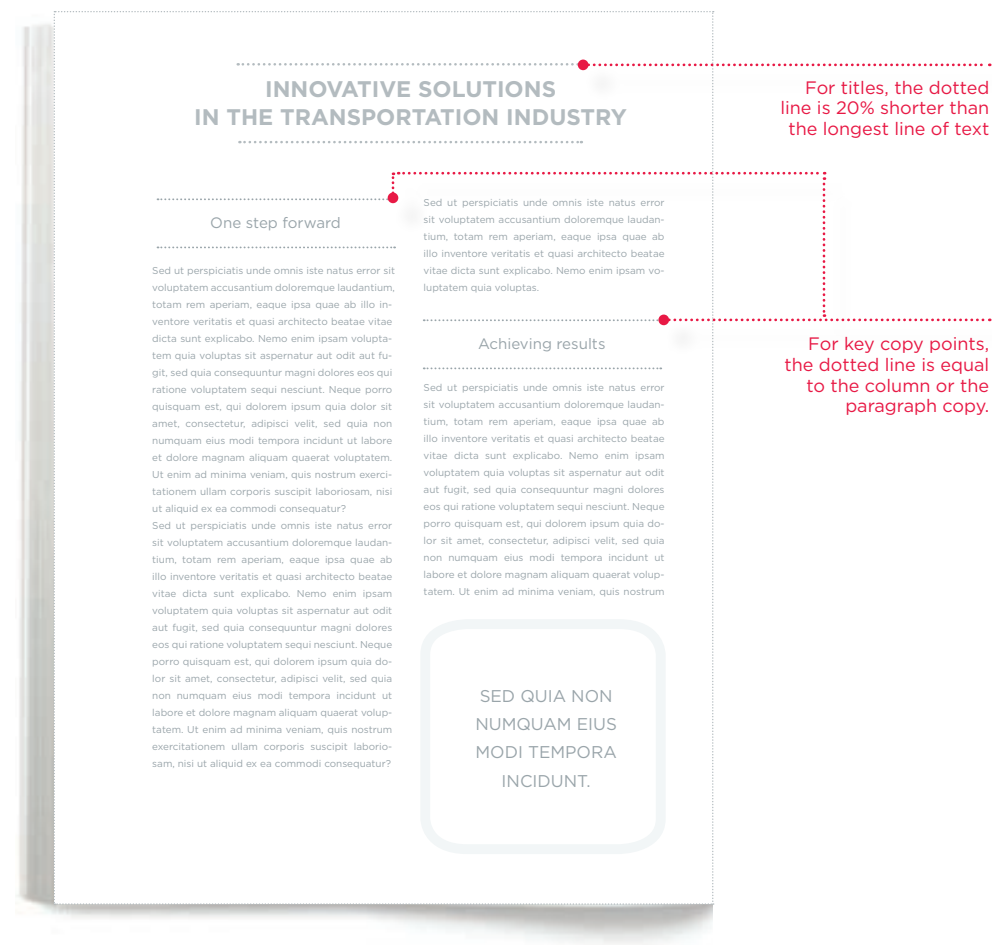 INNOVATIVE SOLUTIONS
IN THE TRANSPORTATION INDUSTRY
For titles, the dotted
line is 20% shorter than
the longest line of text
One step forward
Sed ut perspiciatis unde omnis iste natus error sit
voluptatem accusantium doloremque laudantium,
totam rem aperiam, eaque ipsa quae ab illo in-
ventore veritatis et quasi architecto beatae vitae
dicta sunt explicabo. Nemo enim ipsam volupta-
tem quia voluptas sit aspernatur aut odit aut fu-
git, sed quia consequuntur magni dolores eos qui
ratione voluptatem sequi nesciunt. Neque porro
quisquam est, qui dolorem ipsum quia dolor sit
amet, consectetur, adipisci velit, sed quia non
numquam eius modi tempora incidunt ut labore
et dolore magnam aliquam quaerat voluptatem.
Ut enim ad minima veniam, quis nostrum exerci-
tationem ullam corporis suscipit laboriosam, nisi
ut aliquid ex ea commodi consequatur?
Sed ut perspiciatis unde omnis iste natus error
sit voluptatem accusantium doloremque laudan-
tium, totam rem aperiam, eaque ipsa quae ab
illo inventore veritatis et quasi architecto beatae
vitae dicta sunt explicabo. Nemo enim ipsam
voluptatem quia voluptas sit aspernatur aut odit
aut fugit, sed quia consequuntur magni dolores
eos qui ratione voluptatem sequi nesciunt. Neque
porro quisquam est, qui dolorem ipsum quia do-
lor sit amet, consectetur, adipisci velit, sed quia
non numquam eius modi tempora incidunt ut
labore et dolore magnam aliquam quaerat volup-
tatem. Ut enim ad minima veniam, quis nostrum
exercitationem ullam corporis suscipit laborio-
sam, nisi ut aliquid ex ea commodi consequatur?
Sed ut perspiciatis unde omnis iste natus error
sit voluptatem accusantium doloremque laudan-
tium, totam rem aperiam, eaque ipsa quae ab
illo inventore veritatis et quasi architecto beatae
vitae dicta sunt explicabo. Nemo enim ipsam vo-
luptatem quia voluptas.
Achieving results
Sed ut perspiciatis unde omnis iste natus error
sit voluptatem accusantium doloremque laudan-
tium, totam rem aperiam, eaque ipsa quae ab
illo inventore veritatis et quasi architecto beatae
vitae dicta sunt explicabo. Nemo enim ipsam
voluptatem quia voluptas sit aspernatur aut odit
aut fugit, sed quia consequuntur magni dolores
eos qui ratione voluptatem sequi nesciunt. Neque
porro quisquam est, qui dolorem ipsum quia do-
lor sit amet, consectetur, adipisci velit, sed quia
non numquam eius modi tempora incidunt ut
labore et dolore magnam aliquam quaerat volup-
tatem. Ut enim ad minima veniam, quis nostrum
SED QUIA NON
NUMQUAM EIUS
MODI TEMPORA
INCIDUNT.
For key copy points,
the dotted line is equal
to the column or the
paragraph copy.